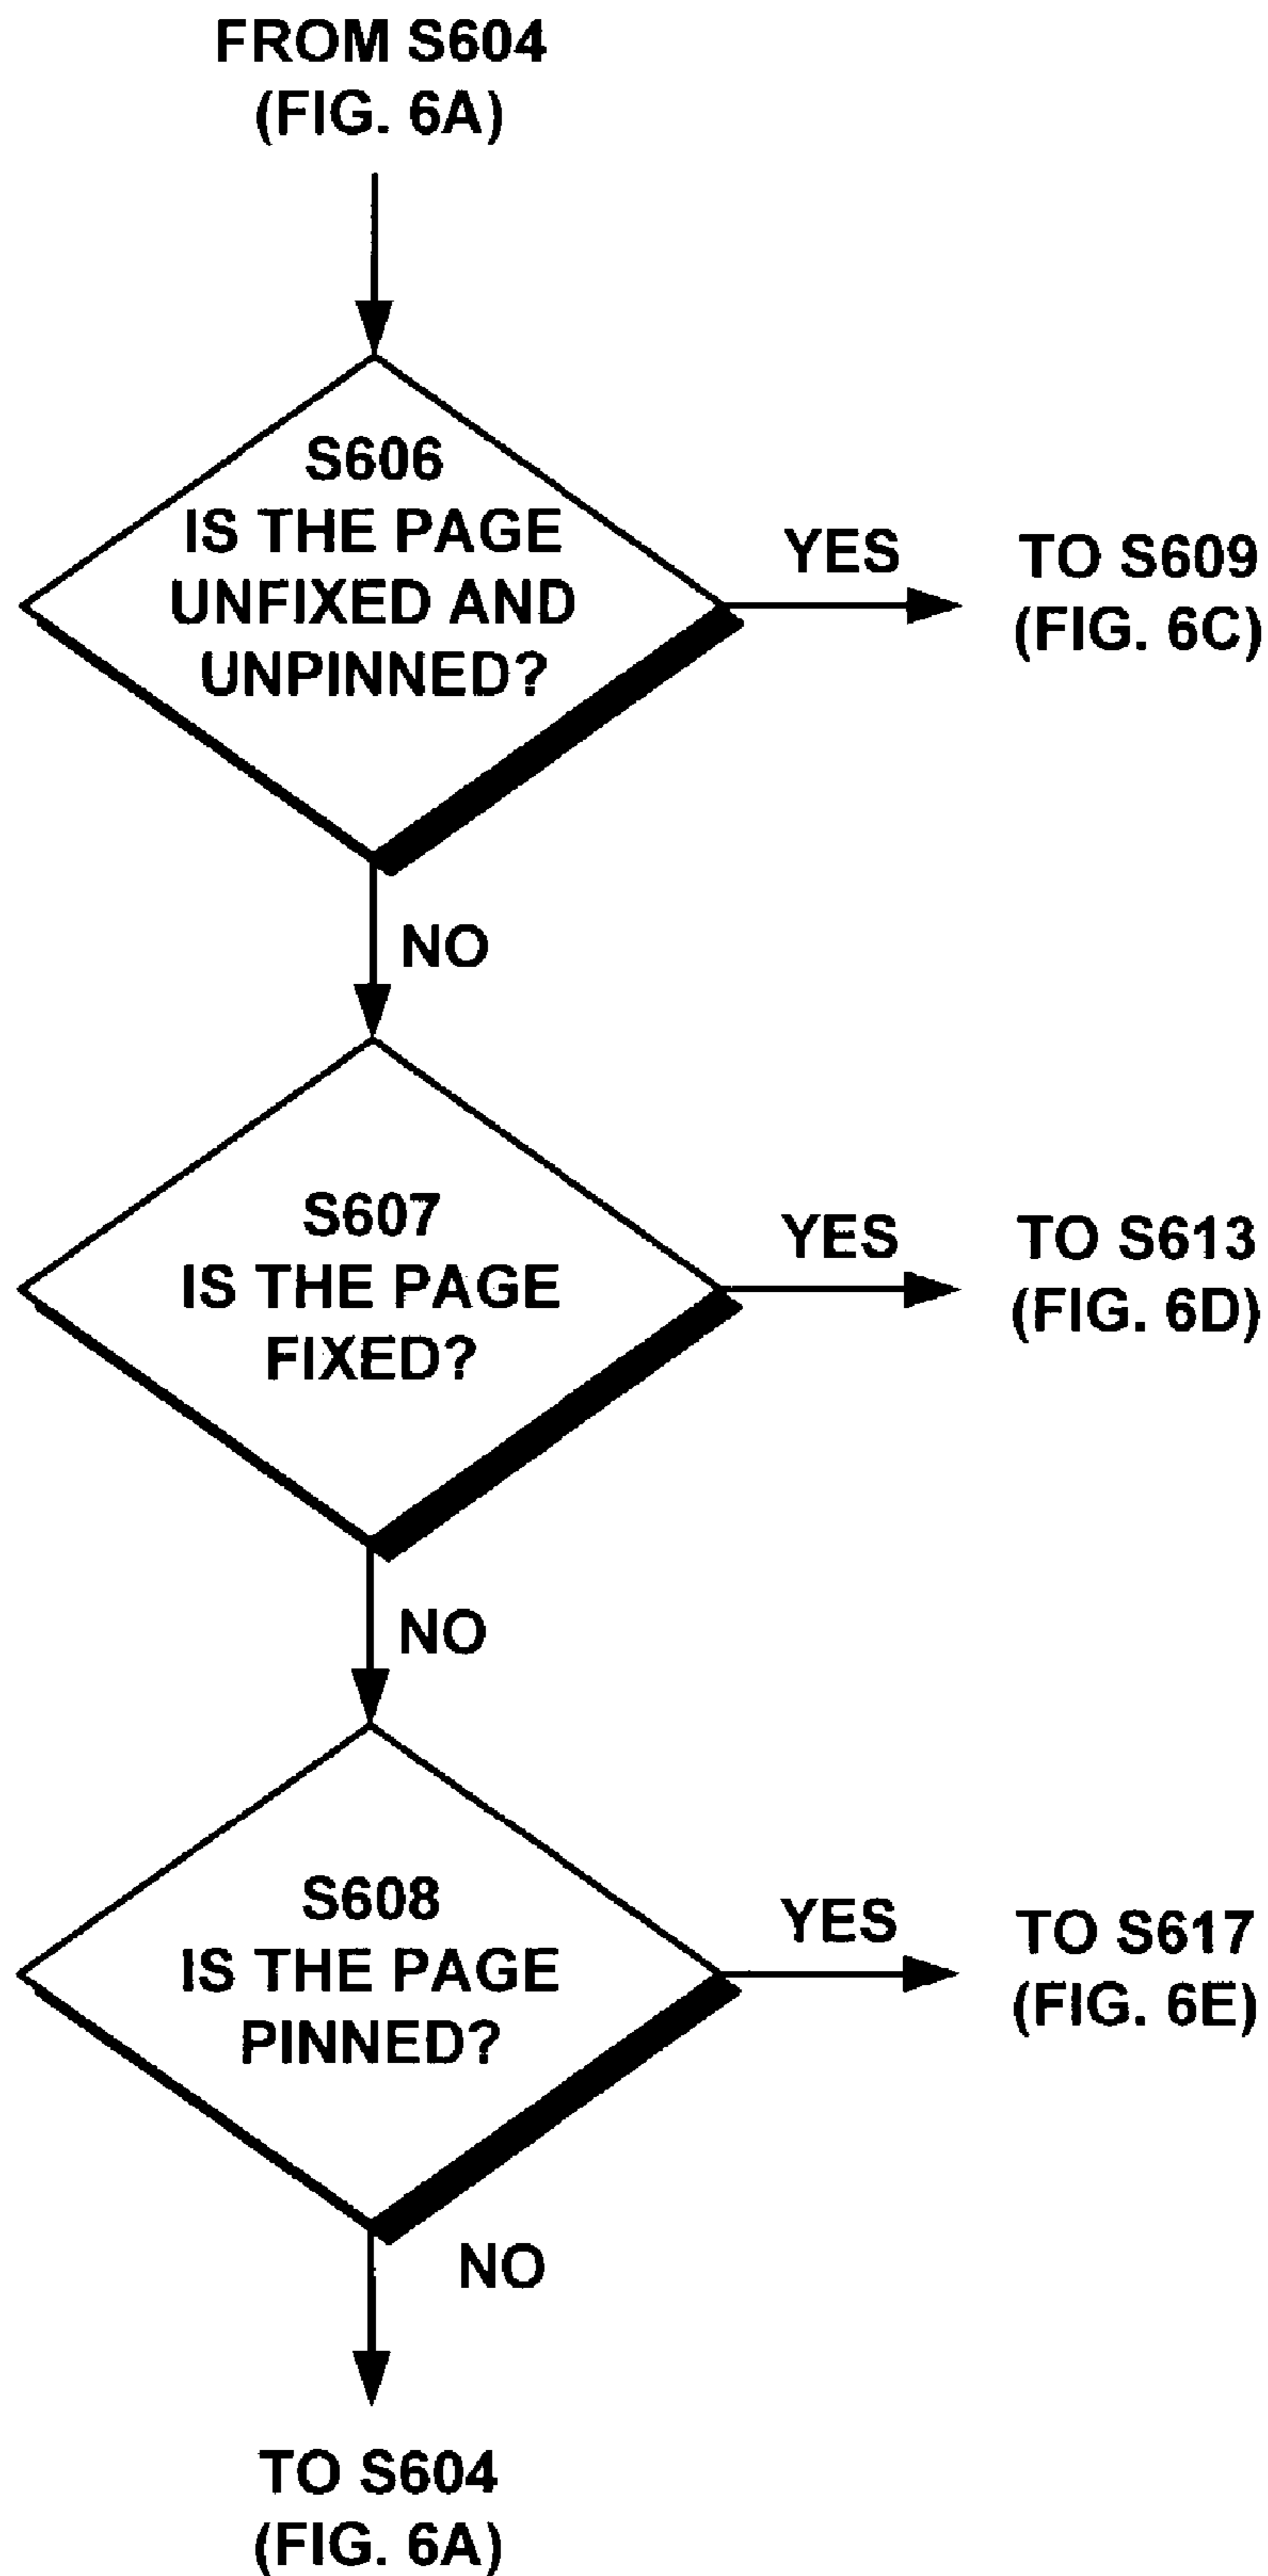 FROM S604
(FIG. 6A)
S606
IS THE PAGE
UNFIXED AND
UNPINNED?
YES
TO S609
(FIG. 6C)
NO
S607
IS THE PAGE
FIXED?
YES
TO S613
(FIG. 6D)
NO
S608
IS THE PAGE
PINNED?
YES
TO S617
(FIG. 6E)
NO
TO S604
(FIG. 6A)